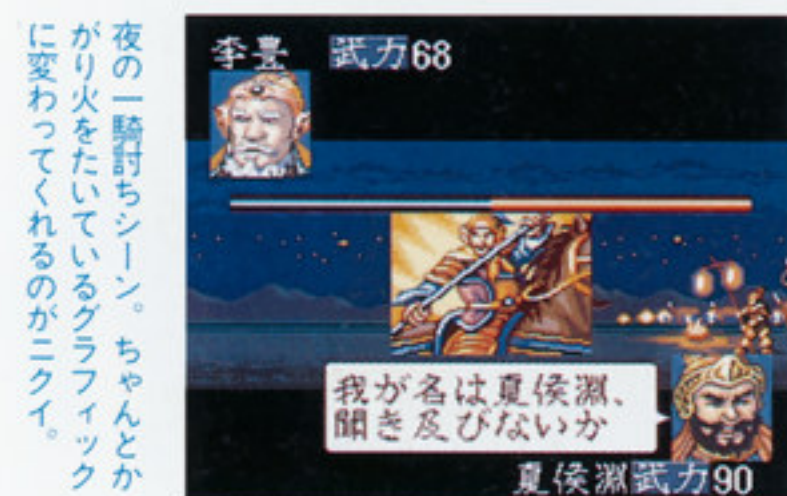 夜の一騎討ちシーン。ちゃんとか
がり火をたいているグラフィック
に変わってくれるのがニクイ。
李豊 武力68
我が名は夏侯淵、
聞き及びないか
夏侯淵武力90